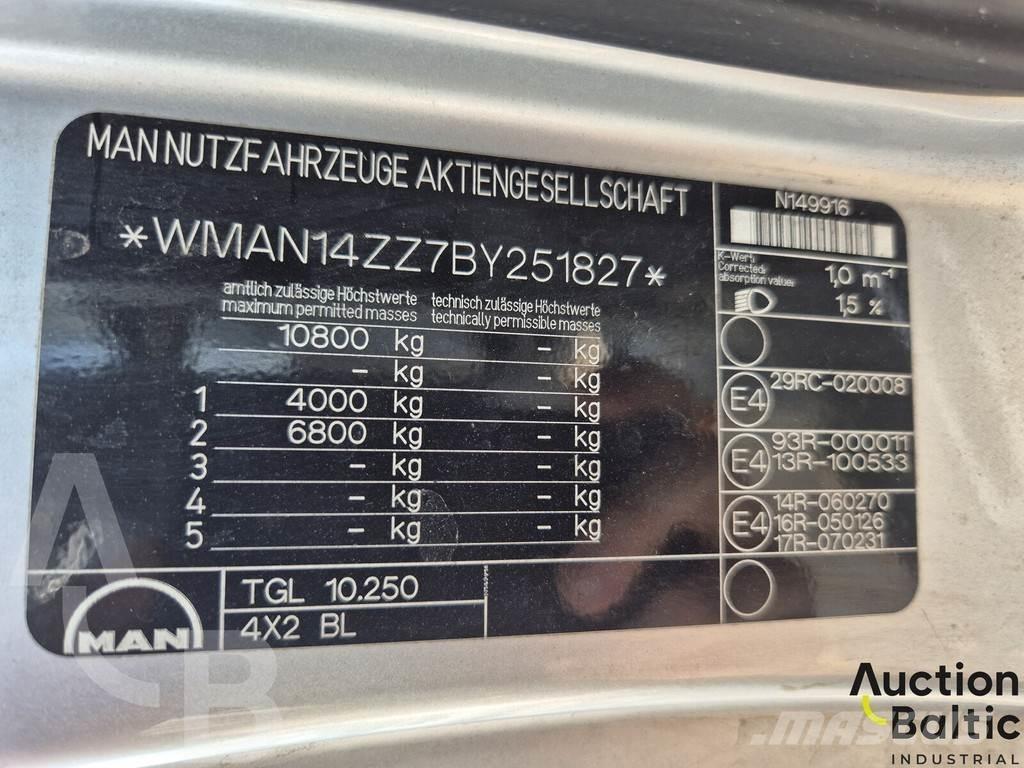 MAN NUTZFAHRZEUGE AKTIENGESELLSCHAFT
*WMAN14ZZ7BY251827*
amtlich zulässige Höchstwerte technisch zulässige Höchstwerte
maximum permitted masses technically permissible masses
10800 kg - kg
- kg - kg
1 4000 kg - kg
2 6800 kg - kg
3 - kg - kg
4 - kg - kg
5 - kg - kg
MAN
TGL 10.250
4X2 BL
N149916
K-Wert:
Corrected: 1,0 m⁻¹
absorption value:
1,5 %
E4 29RC-020008
E4 93R-000011
13R-100533
E4 14R-060270
16R-050126
17R-070231
ACB
Auction
Baltic
INDUSTRIAL